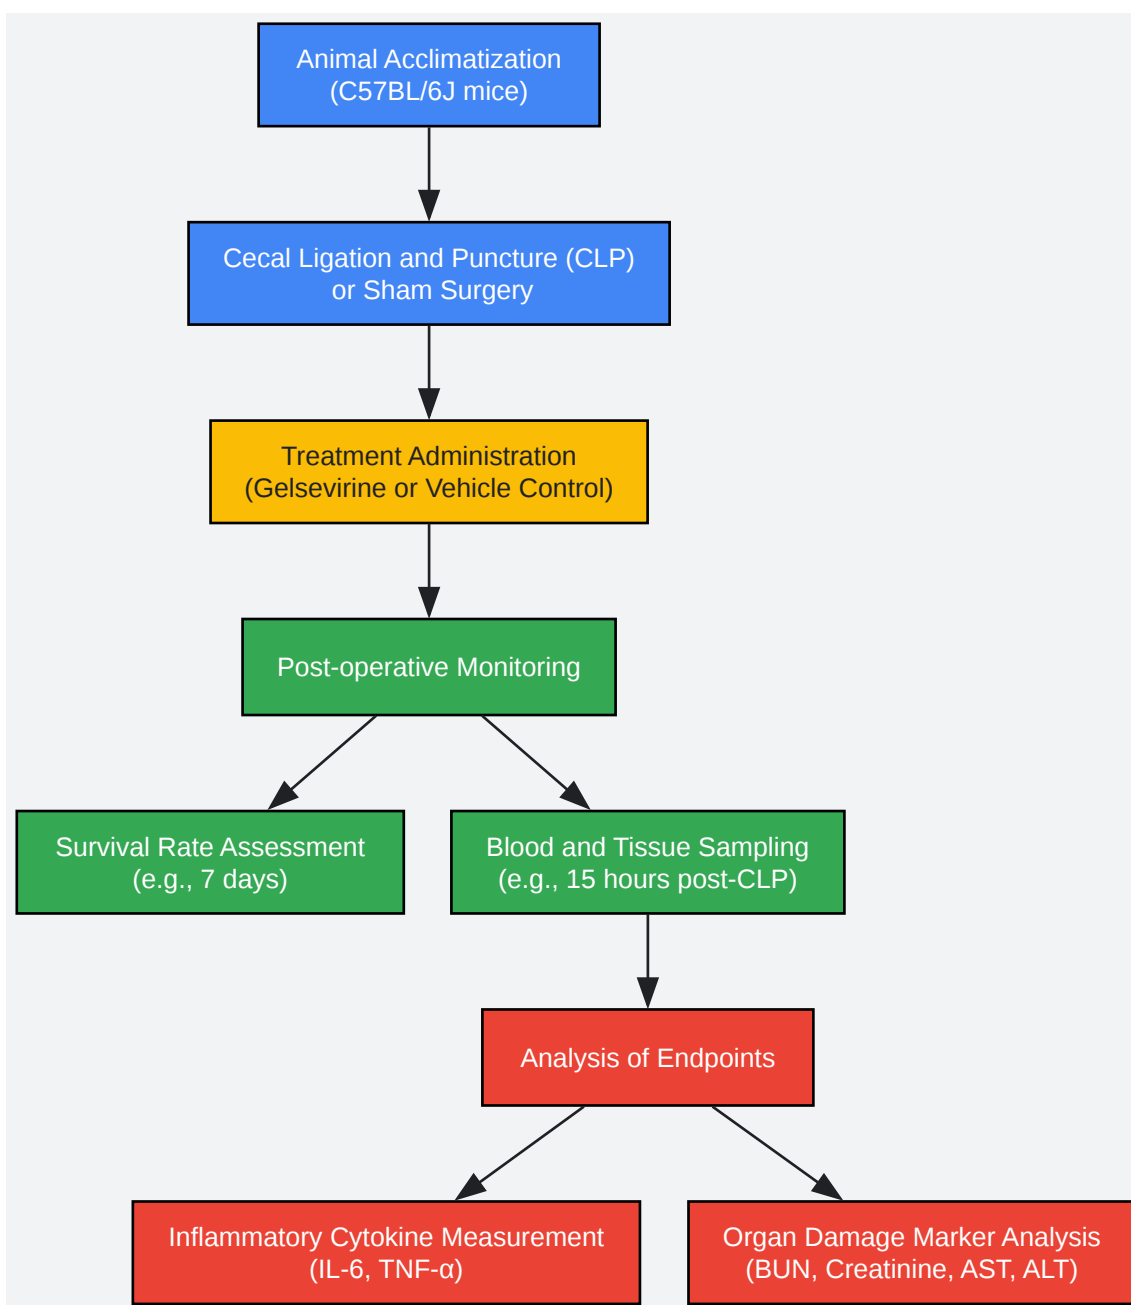 Animal Acclimatization
(C57BL/6J mice)
Cecal Ligation and Puncture (CLP)
or Sham Surgery
Treatment Administration
(Gelsevirine or Vehicle Control)
Post-operative Monitoring
Survival Rate Assessment
(e.g., 7 days)
Blood and Tissue Sampling
(e.g., 15 hours post-CLP)
Analysis of Endpoints
Inflammatory Cytokine Measurement
(IL-6, TNF-α)
Organ Damage Marker Analysis
(BUN, Creatinine, AST, ALT)